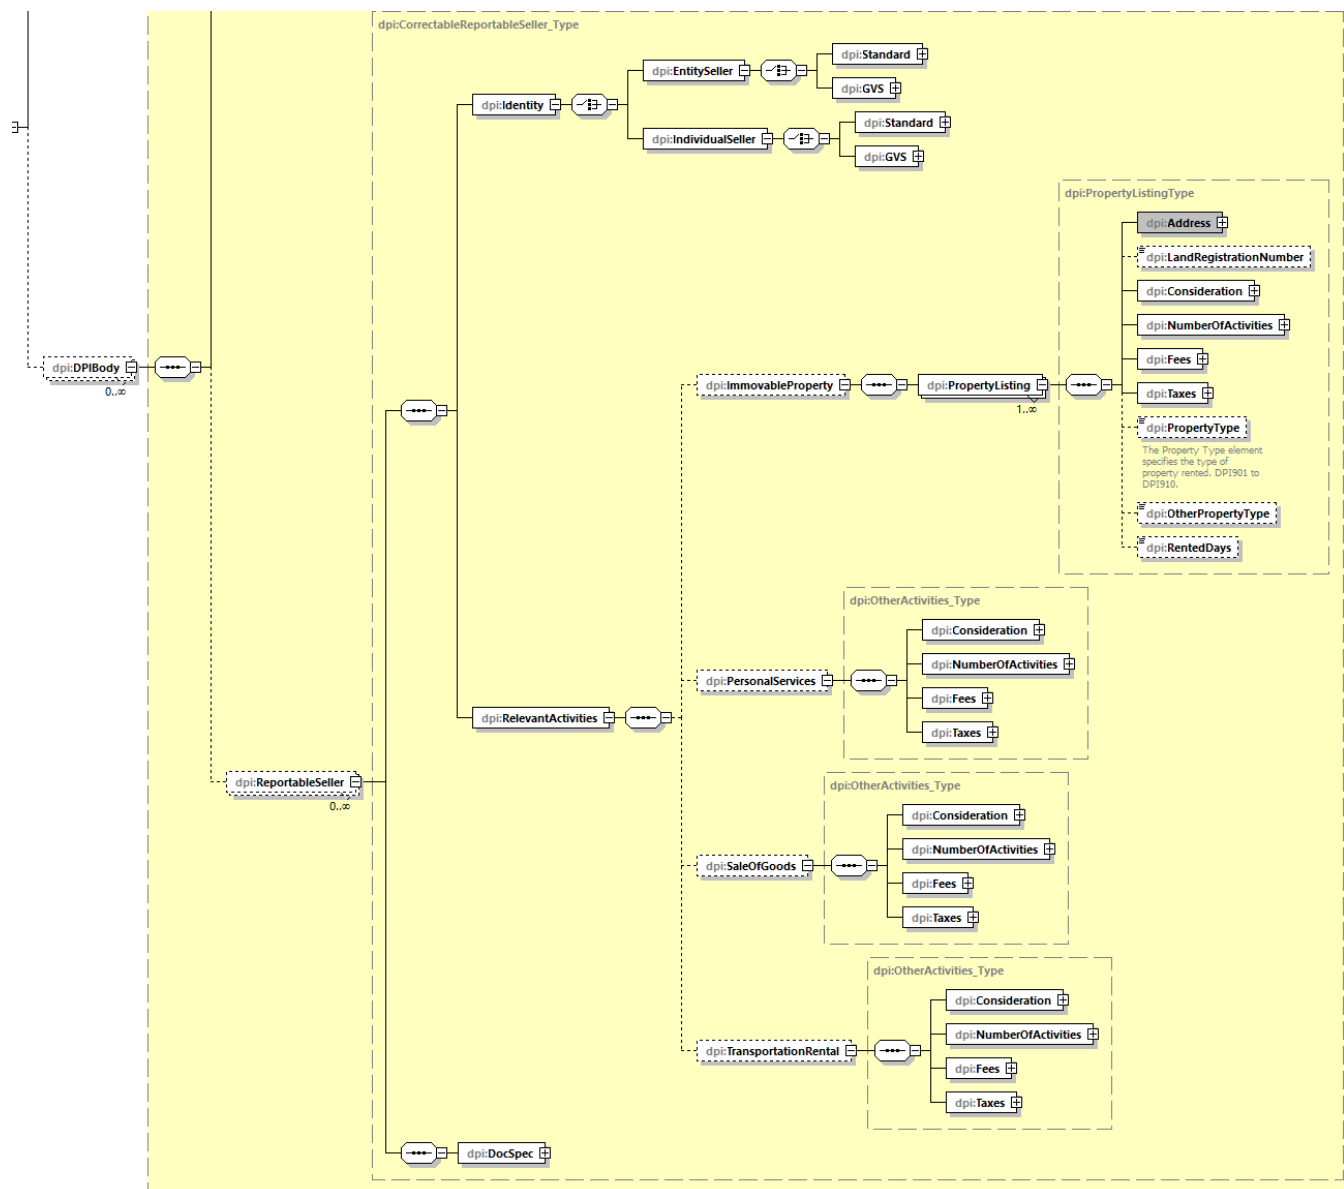 dpi:CorrectableReportableSeller_Type
dpi:Standard
dpi:EntitySeller
dpi:GVS
dpi:Identity
dpi:Standard
dpi:IndividualSeller
dpi:GVS
dpi:PropertyListingType
dpi:Address
dpi:LandRegistrationNumber
dpi:Consideration
dpi:NumberOfActivities
dpi:Fees
dpi:DPIBody
0..∞
dpi:ImmovableProperty
dpi:PropertyListing
1..∞
dpi:Taxes
dpi:PropertyType
The Property Type element
specifies the type of
property rented. DPI901 to
DPI910.
dpi:OtherPropertyType
dpi:RentedDays
dpi:OtherActivities_Type
dpi:Consideration
dpi:NumberOfActivities
dpi:PersonalServices
dpi:Fees
dpi:Taxes
dpi:RelevantActivities
dpi:ReportableSeller
0..∞
dpi:OtherActivities_Type
dpi:Consideration
dpi:NumberOfActivities
dpi:SaleOfGoods
dpi:Fees
dpi:Taxes
dpi:OtherActivities_Type
dpi:Consideration
dpi:NumberOfActivities
dpi:TransportationRental
dpi:Fees
dpi:Taxes
dpi:DocSpec